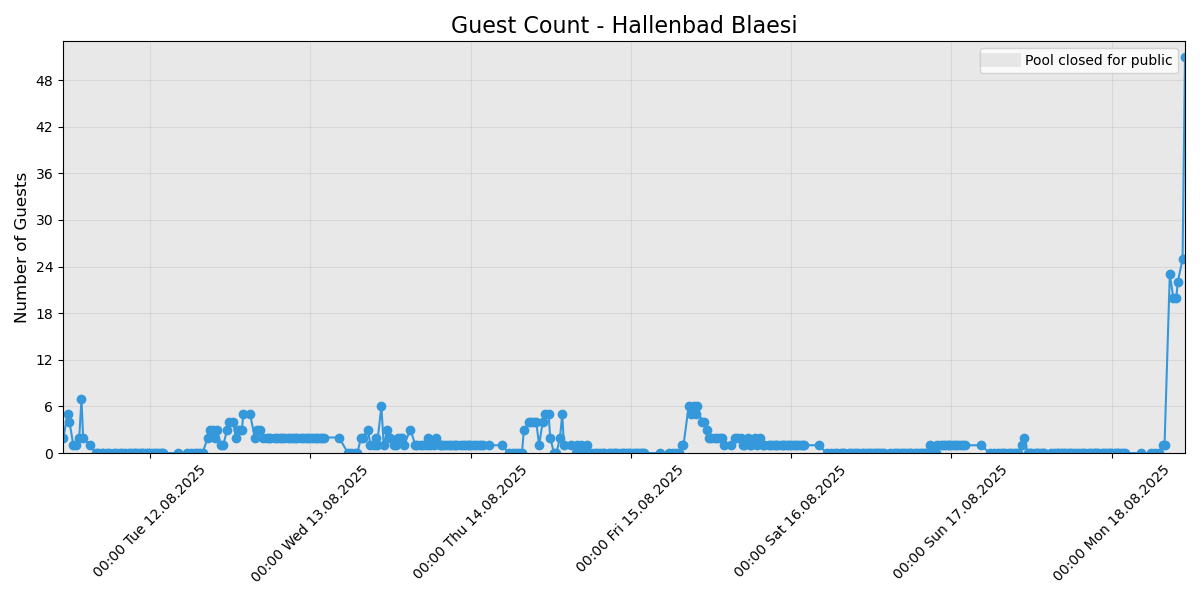 Guest Count - Hallenbad Blaesi
Pool closed for public
Number of Guests
48
42
36
30
24
18
12
6
0
00:00 Tue 12.08.2025
00:00 Wed 13.08.2025
00:00 Thu 14.08.2025
00:00 Fri 15.08.2025
00:00 Sat 16.08.2025
00:00 Sun 17.08.2025
00:00 Mon 18.08.2025